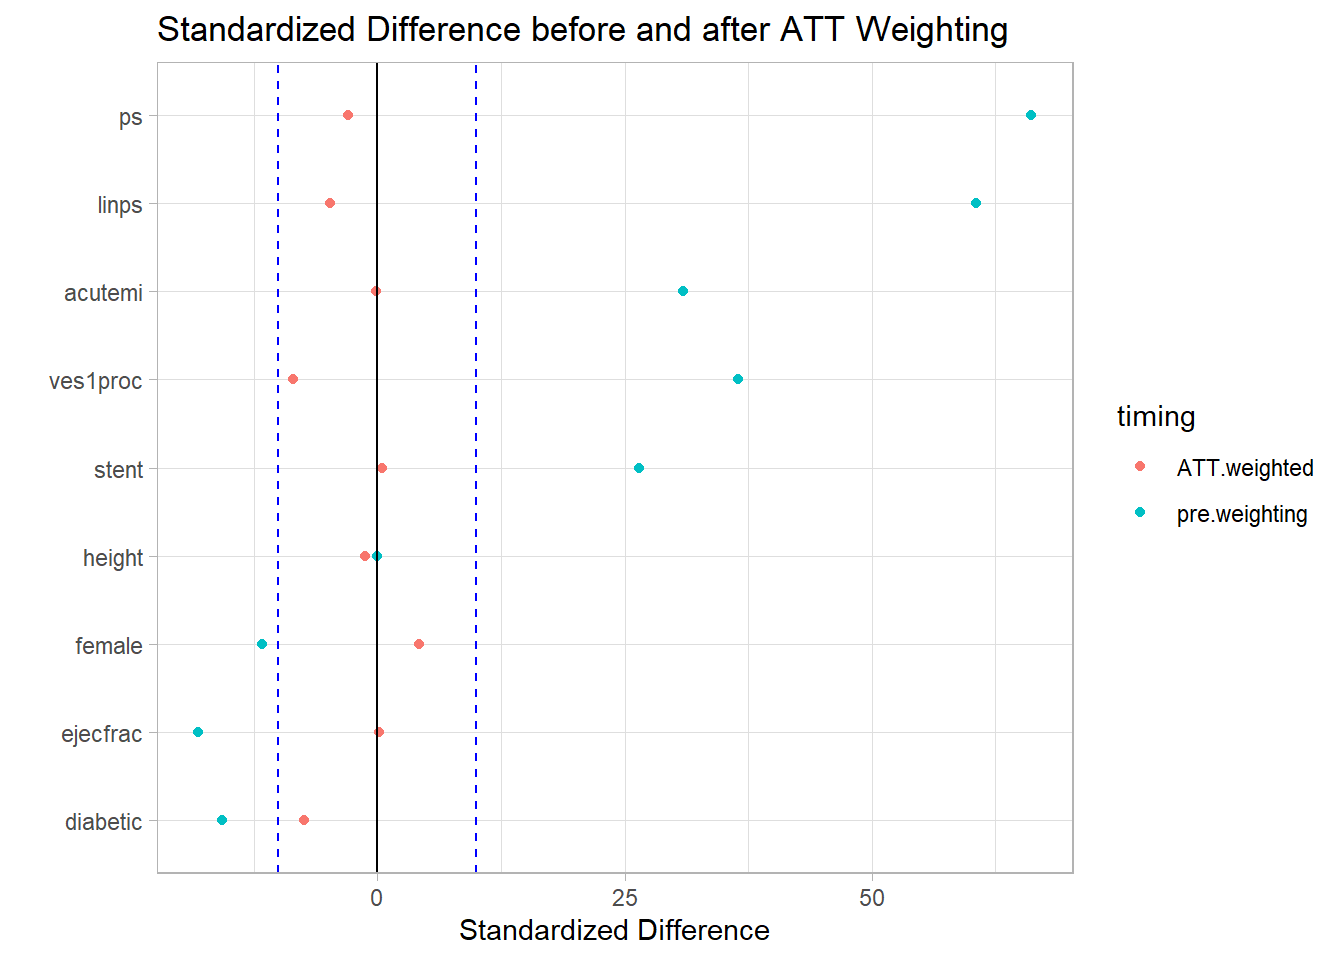 Standardized Difference before and after ATT Weighting
ps
linps
acutemi
ves1proc
stent
height
female
ejecfrac
diabetic
0 25 50
Standardized Difference
timing
ATT.weighted
pre.weighting